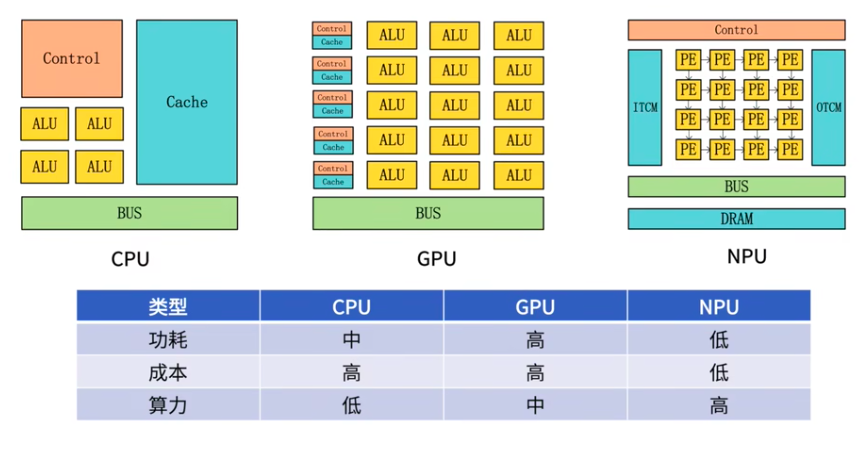 Control
Cache
ALU ALU
ALU ALU
BUS
CPU
Control
Cache
ALU ALU ALU
Control
Cache
ALU ALU ALU
Control
Cache
ALU ALU ALU
Control
Cache
ALU ALU ALU
Control
Cache
ALU ALU ALU
BUS
GPU
Control
ITCM
PE PE PE PE
PE PE PE PE
PE PE PE PE
PE PE PE PE
OTCM
BUS
DRAM
NPU
类型 CPU GPU NPU
功耗 中 高 低
成本 高 高 低
算力 低 中 高